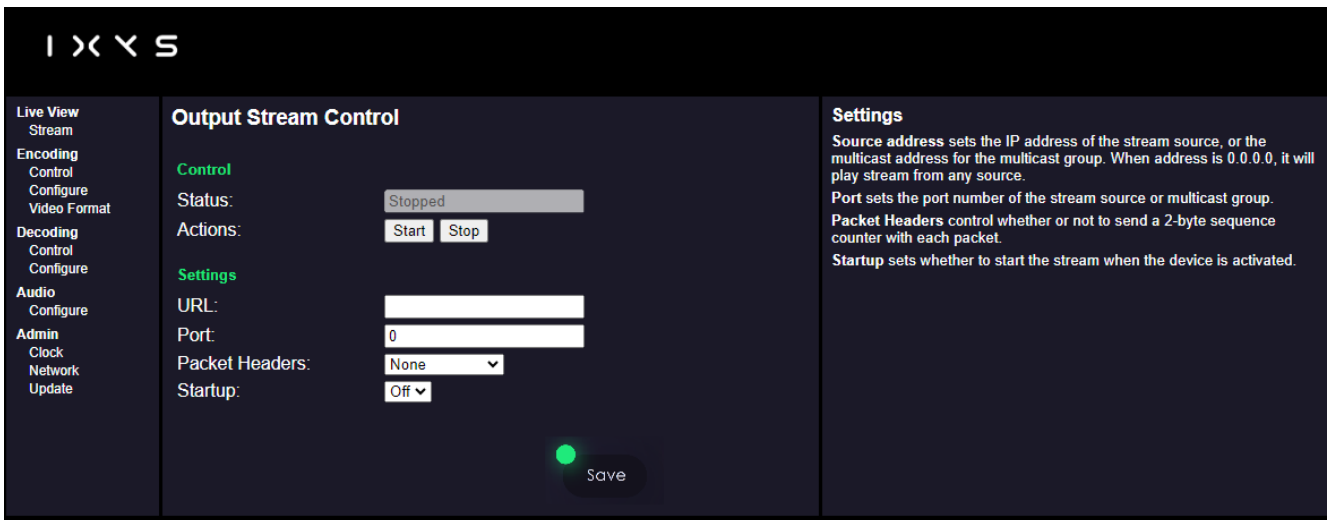 IXYS
Live View
Stream
Encoding
Control
Configure
Video Format
Decoding
Control
Configure
Audio
Configure
Admin
Clock
Network
Update
Output Stream Control
Control
Status: Stopped
Actions: Start Stop
Settings
URL:
Port: 0
Packet Headers: None
Startup: Off
Save
Settings
Source address sets the IP address of the stream source, or the
multicast address for the multicast group. When address is 0.0.0.0, it will
play stream from any source.
Port sets the port number of the stream source or multicast group.
Packet Headers control whether or not to send a 2-byte sequence
counter with each packet.
Startup sets whether to start the stream when the device is activated.